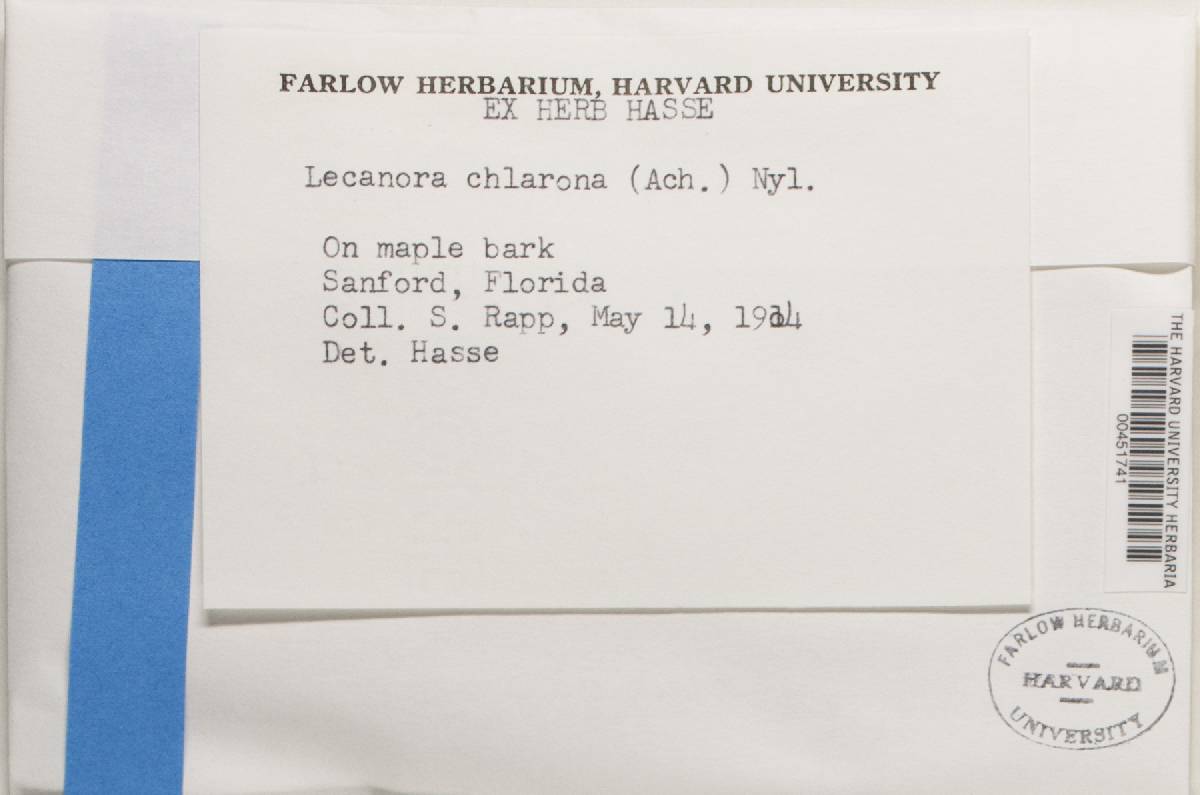 FARLOW HERBARIUM, HARVARD UNIVERSITY
EX HERB HASSE
Lecanora chlarona (Ach.) Nyl.
On maple bark
Sanford, Florida
Coll. S. Rapp, May 14, 1914
Det. Hasse
THE HARVARD UNIVERSITY HERBARIA
00451741
FARLOW HERBARIUM
HARVARD
UNIVERSITY